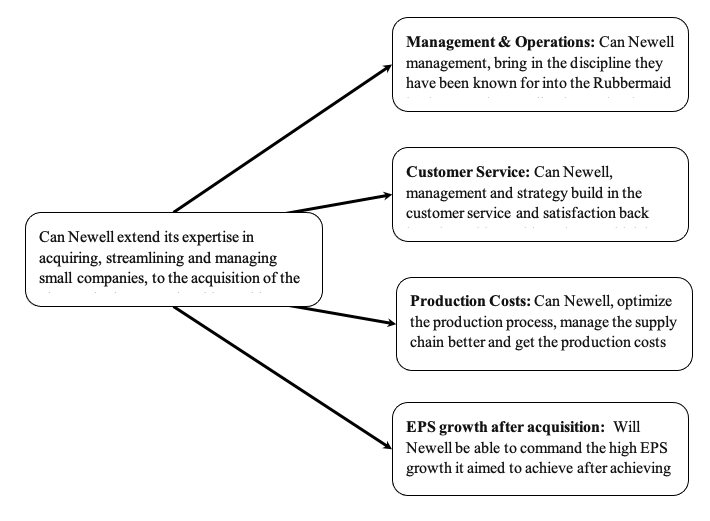 Management & Operations: Can Newell
management, bring in the discipline they
have been known for into the Rubbermaid
Customer Service: Can Newell,
management and strategy build in the
customer service and satisfaction back
Can Newell extend its expertise in
acquiring, streamlining and managing
small companies, to the acquisition of the
Production Costs: Can Newell, optimize
the production process, manage the supply
chain better and get the production costs
EPS growth after acquisition: Will
Newell be able to command the high EPS
growth it aimed to achieve after achieving